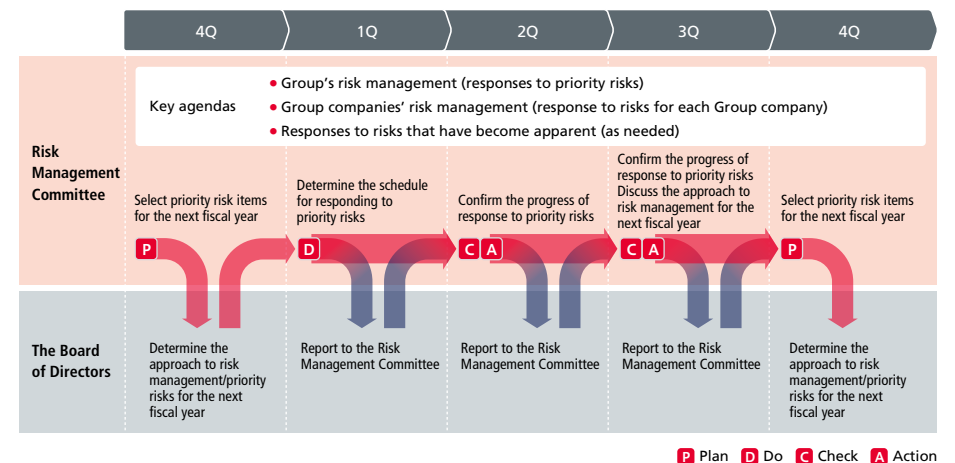 4Q
1Q
2Q
3Q
4Q
Key agendas
• Group's risk management (responses to priority risks)
• Group companies' risk management (response to risks for each Group company)
• Responses to risks that have become apparent (as needed)
Risk
Management
Committee
Select priority risk items
for the next fiscal year
Determine the schedule
for responding to
priority risks
Confirm the progress of
response to priority risks
Confirm the progress of
response to priority risks
Discuss the approach to
risk management for the
next fiscal year
Select priority risk items
for the next fiscal year
P
D
C A
C A
P
The Board
of Directors
Determine the
approach to risk
management/priority
risks for the next
fiscal year
Report to the Risk
Management Committee
Report to the Risk
Management Committee
Report to the Risk
Management Committee
Determine the
approach to risk
management/priority
risks for the next
fiscal year
P Plan D Do C Check A Action